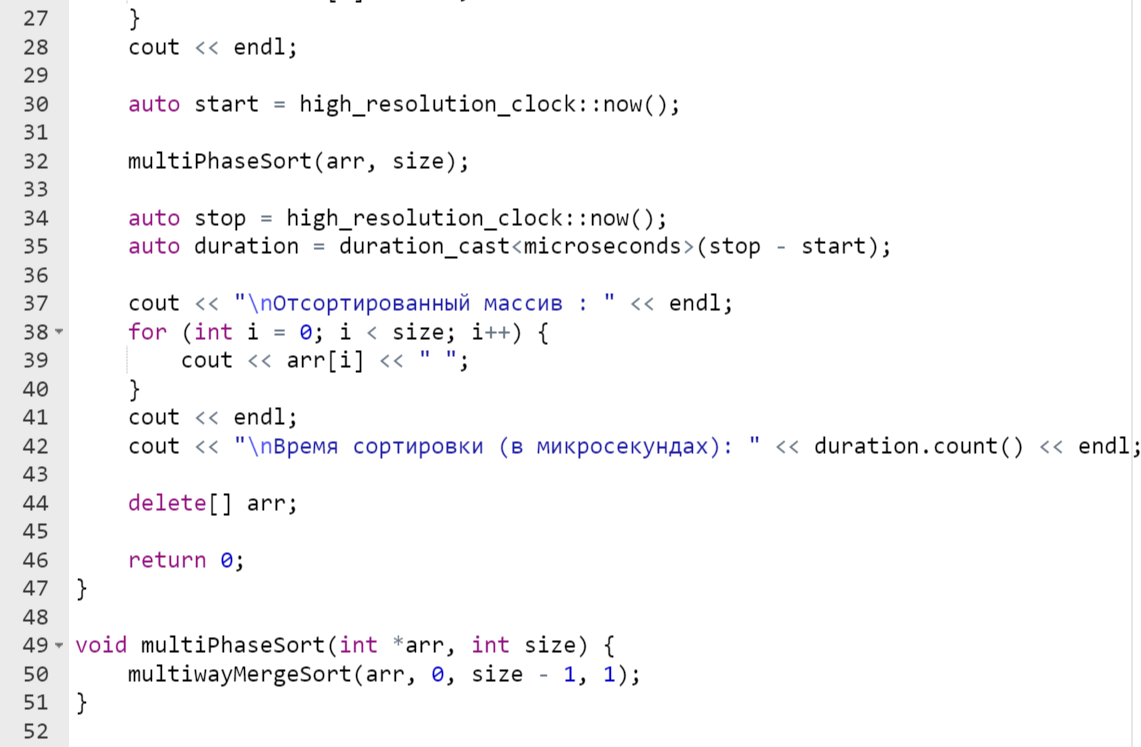 27 }
28 cout << endl;
29
30 auto start = high_resolution_clock::now();
31
32 multiPhaseSort(arr, size);
33
34 auto stop = high_resolution_clock::now();
35 auto duration = duration_cast<microseconds>(stop - start);
36
37 cout << "\nОтсортированный массив : " << endl;
38 for (int i = 0; i < size; i++) {
39 cout << arr[i] << " ";
40 }
41 cout << endl;
42 cout << "\nВремя сортировки (в микросекундах): " << duration.count() << endl;
43
44 delete[] arr;
45
46 return 0;
47 }
48
49 void multiPhaseSort(int *arr, int size) {
50 multiwayMergeSort(arr, 0, size - 1, 1);
51 }
52